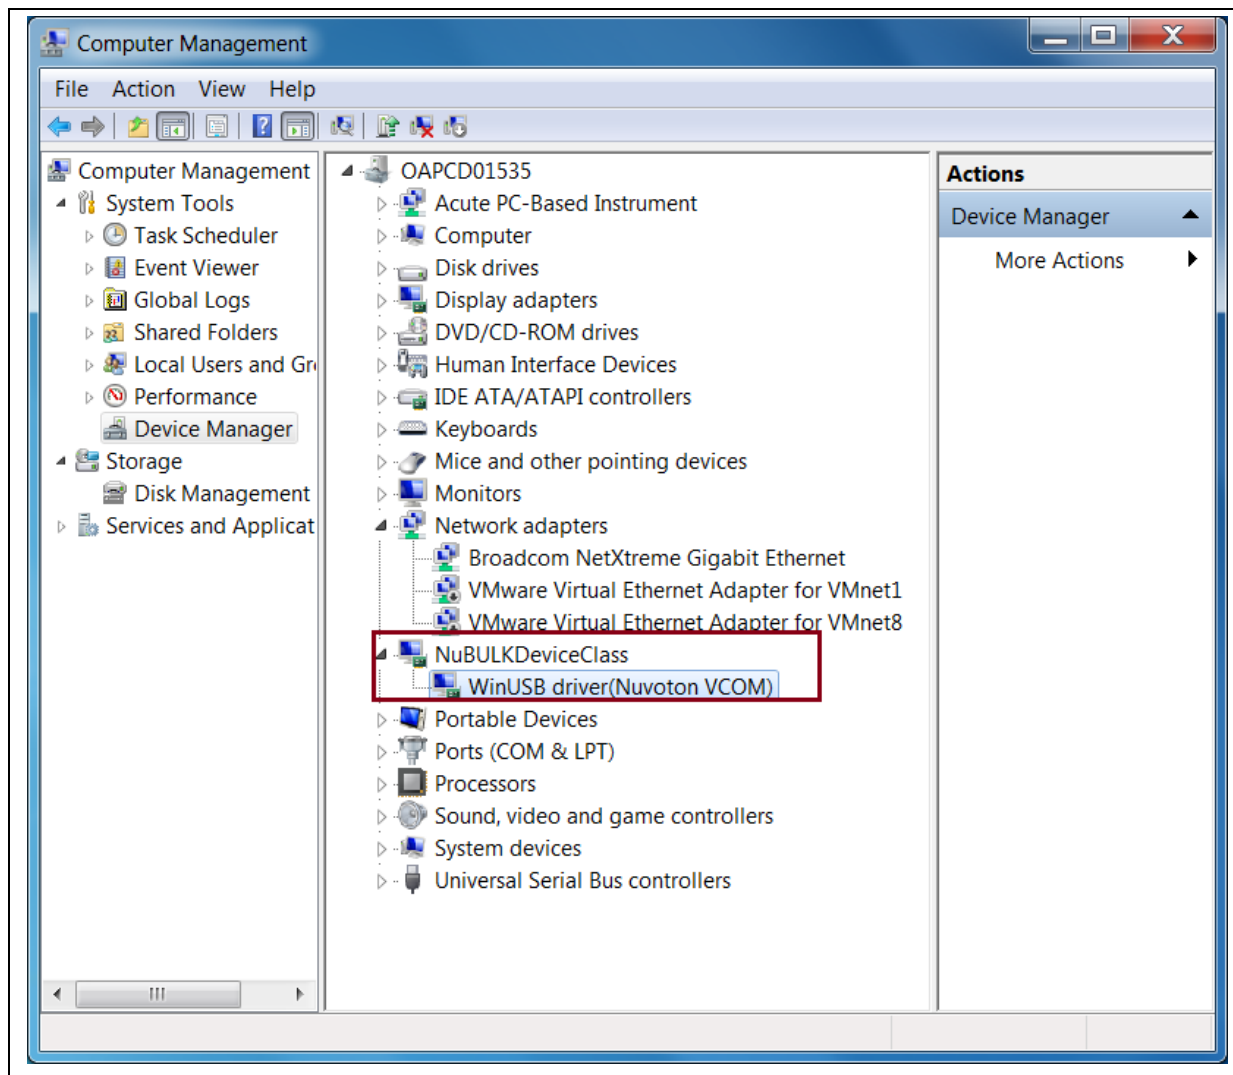 Computer Management
File Action View Help
Computer Management
System Tools
Task Scheduler
Event Viewer
Global Logs
Shared Folders
Local Users and Gr
Performance
Device Manager
Storage
Disk Management
Services and Applicat
OAPCD01535
Acute PC-Based Instrument
Computer
Disk drives
Display adapters
DVD/CD-ROM drives
Human Interface Devices
IDE ATA/ATAPI controllers
Keyboards
Mice and other pointing devices
Monitors
Network adapters
Broadcom NetXtreme Gigabit Ethernet
VMware Virtual Ethernet Adapter for VMnet1
VMware Virtual Ethernet Adapter for VMnet8
NuBULKDeviceClass
WinUSB driver(Nuvoton VCOM)
Portable Devices
Ports (COM & LPT)
Processors
Sound, video and game controllers
System devices
Universal Serial Bus controllers
Actions
Device Manager
More Actions